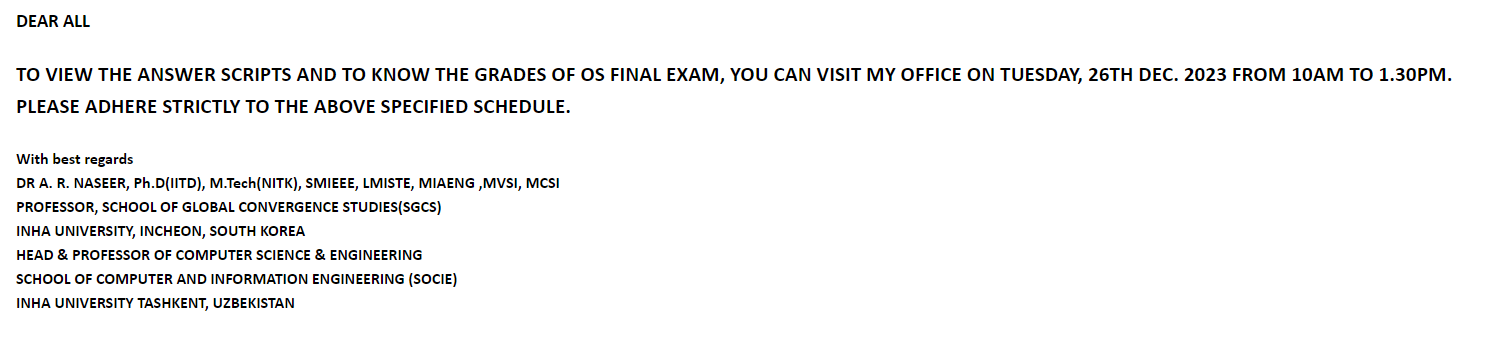 DEAR ALL
TO VIEW THE ANSWER SCRIPTS AND TO KNOW THE GRADES OF OS FINAL EXAM, YOU CAN VISIT MY OFFICE ON TUESDAY, 26TH DEC. 2023 FROM 10AM TO 1.30PM.
PLEASE ADHERE STRICTLY TO THE ABOVE SPECIFIED SCHEDULE.
With best regards
DR A. R. NASEER, Ph.D(IITD), M.Tech(NITK), SMIEEE, LMISTE, MIAENG ,MVSI, MCSI
PROFESSOR, SCHOOL OF GLOBAL CONVERGENCE STUDIES(SGCS)
INHA UNIVERSITY, INCHEON, SOUTH KOREA
HEAD & PROFESSOR OF COMPUTER SCIENCE & ENGINEERING
SCHOOL OF COMPUTER AND INFORMATION ENGINEERING (SOCIE)
INHA UNIVERSITY TASHKENT, UZBEKISTAN